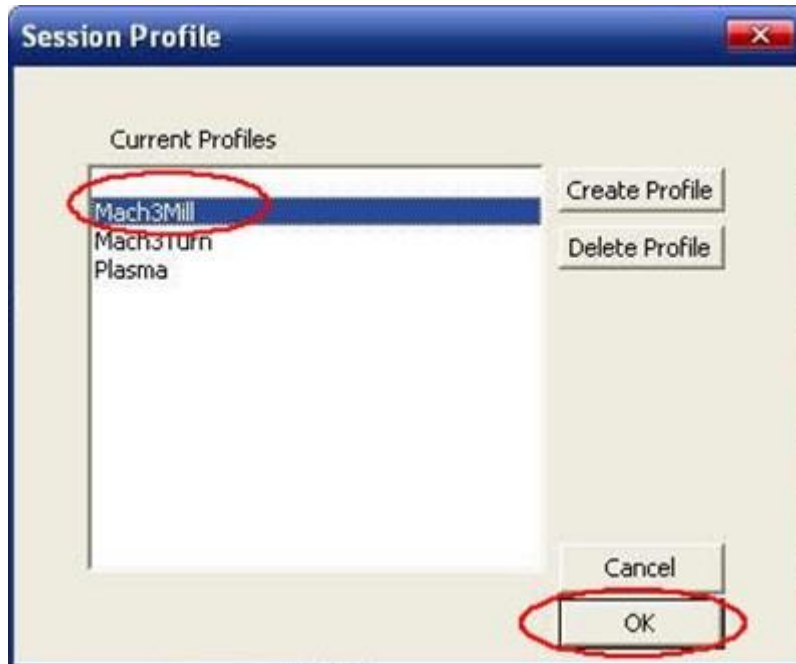 Session Profile
Current Profiles
Create Profile
Mach3Mill
Mach3Turn
Delete Profile
Plasma
Cancel
OK